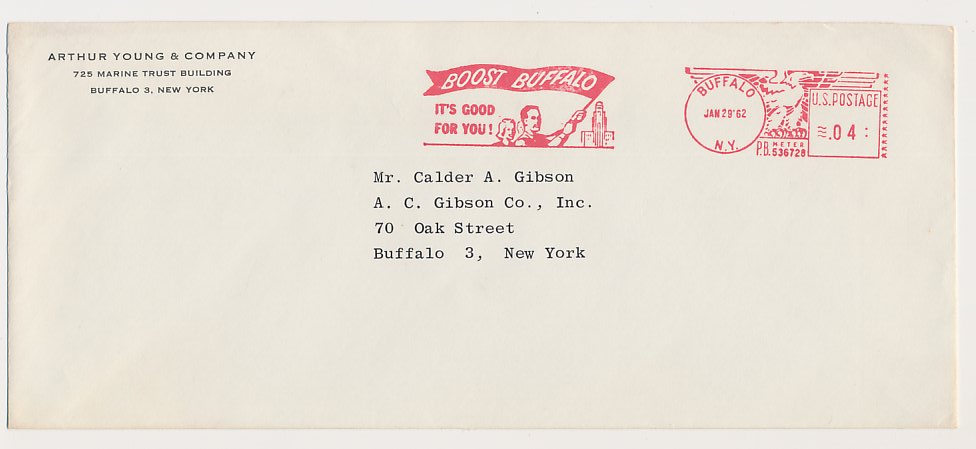 ARTHUR YOUNG & COMPANY
725 MARINE TRUST BUILDING
BUFFALO 3, NEW YORK
BOOST BUFFALO
IT'S GOOD
FOR YOU!
BUFFALO
JAN 29 '62
N.Y.
U.S. POSTAGE
.04
P.B. METER
536728
Mr. Calder A. Gibson
A. C. Gibson Co., Inc.
70 Oak Street
Buffalo 3, New York